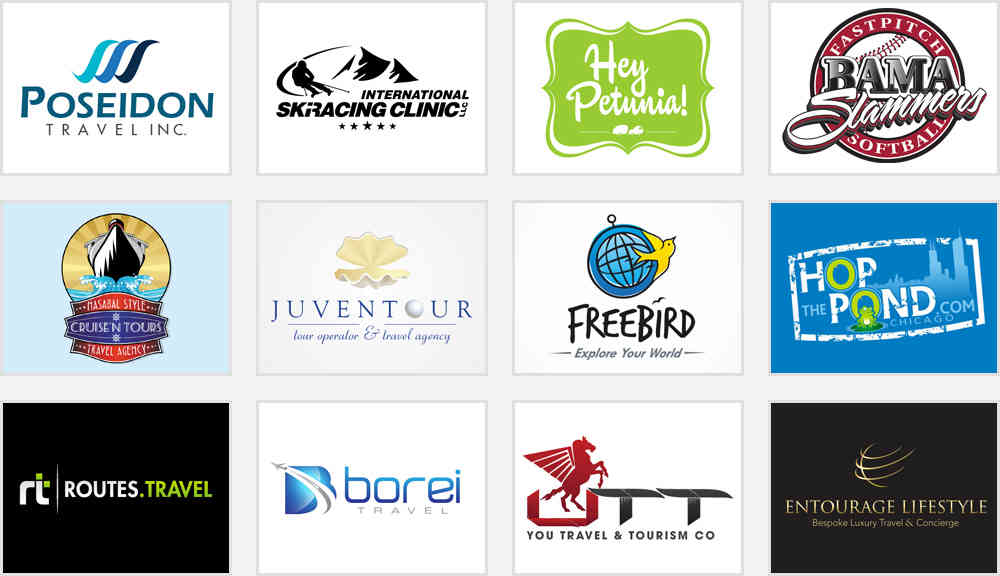 POSEIDON
TRAVEL INC.
INTERNATIONAL
SKIRACING CLINIC LLC
Hey
Petunia!
FASTPITCH
BAMA
Slammers
SOFTBALL
MASABAL STYLE
CRUISE'N TOURS
TRAVEL AGENCY
JUVENTOUR
tour operator & travel agency
FREEBIRD
Explore Your World
HOP
THE POND.COM
CHICAGO
rt ROUTES.TRAVEL
B borei
TRAVEL
UTT
YOU TRAVEL & TOURISM CO
ENTOURAGE LIFESTYLE
Bespoke Luxury Travel & Concierge